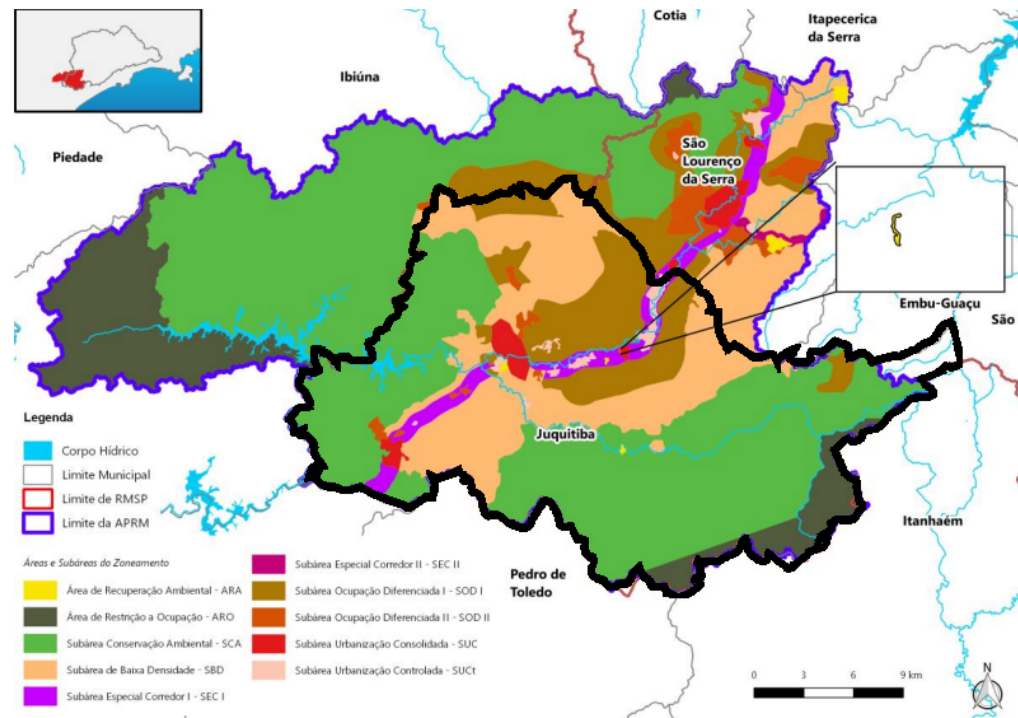 Cotia
Itapecerica
da Serra
Ibiúna
Piedade
São
Lourenço
da Serra
Embu-Guaçu
São
Juquitiba
Itanhaém
Pedro de
Toledo
Legenda
Corpo Hídrico
Limite Municipal
Limite de RMSP
Limite da APRM
Áreas e Subáreas do Zoneamento
Área de Recuperação Ambiental - ARA
Área de Restrição a Ocupação - ARO
Subárea Conservação Ambiental - SCA
Subárea de Baixa Densidade - SBD
Subárea Especial Corredor I - SEC I
Subárea Especial Corredor II - SEC II
Subárea Ocupação Diferenciada I - SOD I
Subárea Ocupação Diferenciada II - SOD II
Subárea Urbanização Consolidada - SUC
Subárea Urbanização Controlada - SUCt
0 3 6 9 km
N